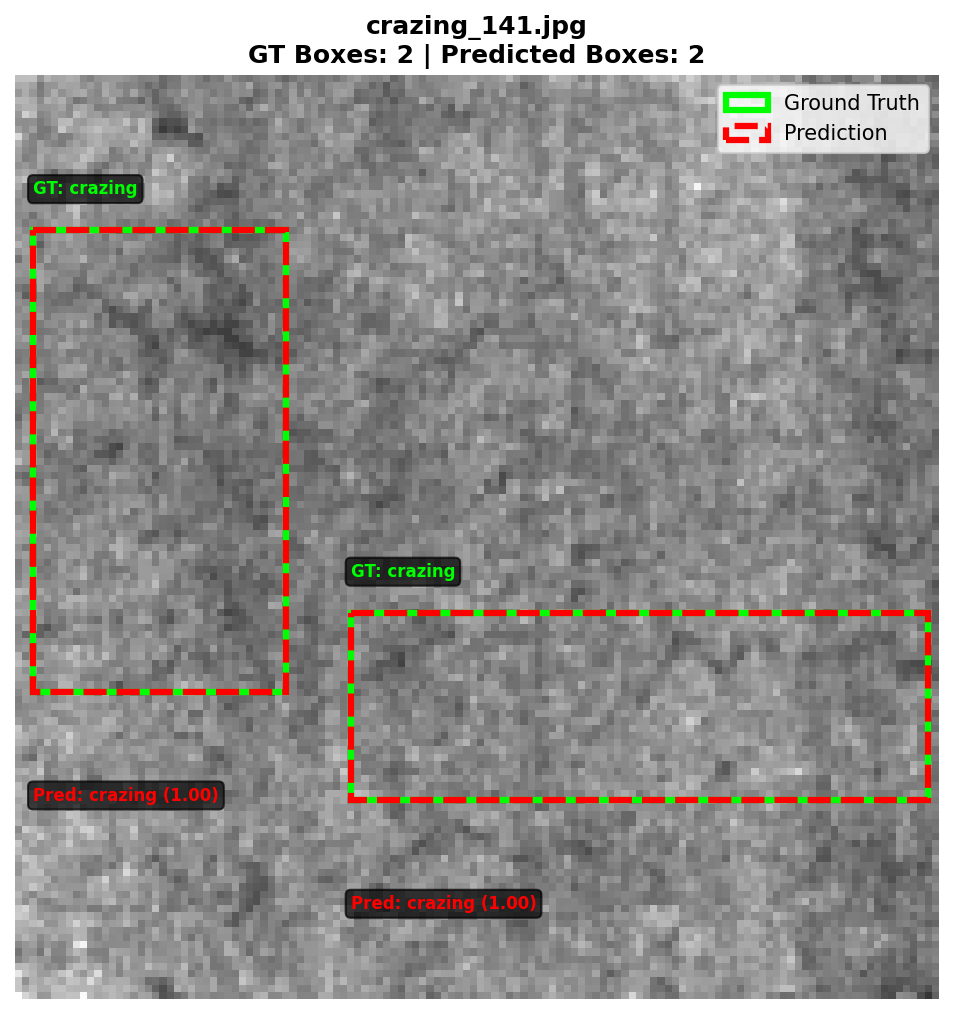 crazing_141.jpg
GT Boxes: 2 | Predicted Boxes: 2
Ground Truth
Prediction
GT: crazing
GT: crazing
Pred: crazing (1.00)
Pred: crazing (1.00)